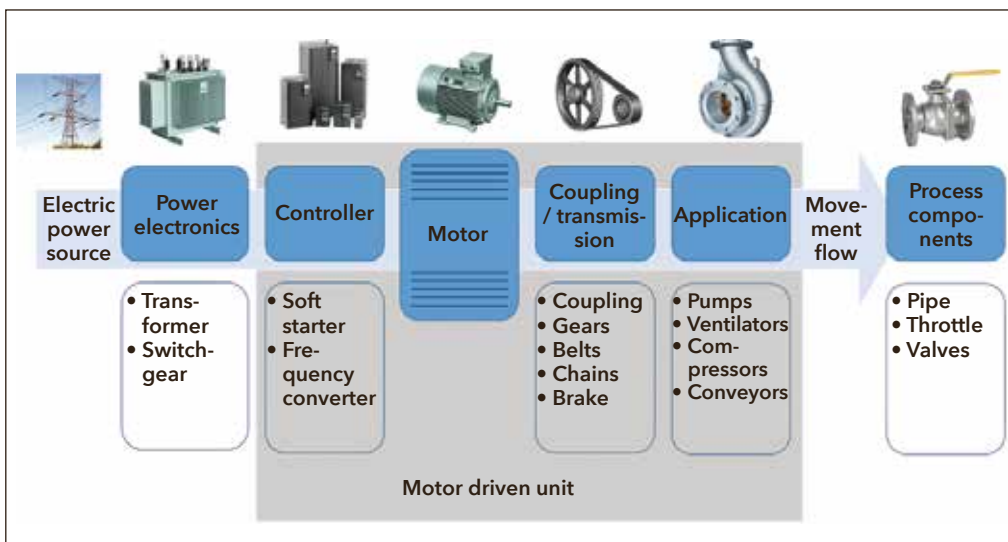 Electric
power
source
Power
electronics
Controller
Motor
Coupling
/ transmis-
sion
Application
Move-
ment
flow
Process
compo-
nents
• Trans-
former
• Switch-
gear
• Soft
starter
• Fre-
quency
converter
• Coupling
• Gears
• Belts
• Chains
• Brake
• Pumps
• Ventilators
• Com-
pressors
• Conveyors
• Pipe
• Throttle
• Valves
Motor driven unit